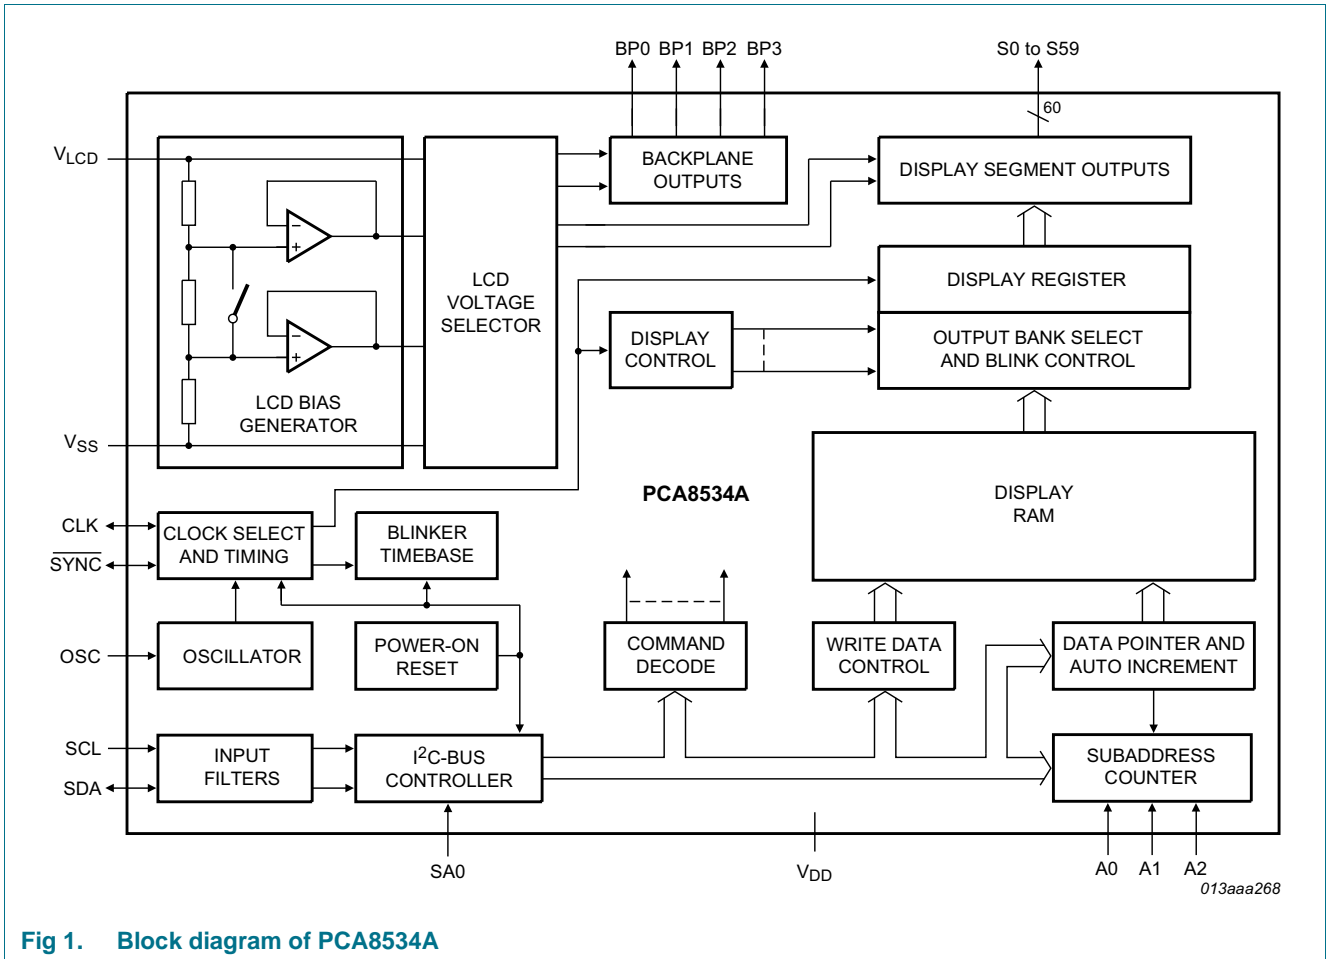 BP0 BP1 BP2 BP3
S0 to S59
60
VLCD
BACKPLANE
OUTPUTS
DISPLAY SEGMENT OUTPUTS
LCD
VOLTAGE
SELECTOR
DISPLAY REGISTER
DISPLAY
CONTROL
OUTPUT BANK SELECT
AND BLINK CONTROL
LCD BIAS
GENERATOR
VSS
PCA8534A
DISPLAY
RAM
CLK
SYNC
CLOCK SELECT
AND TIMING
BLINKER
TIMEBASE
OSC
OSCILLATOR
POWER-ON
RESET
COMMAND
DECODE
WRITE DATA
CONTROL
DATA POINTER AND
AUTO INCREMENT
SCL
SDA
INPUT
FILTERS
I2C-BUS
CONTROLLER
SUBADDRESS
COUNTER
SA0
VDD
A0 A1 A2
013aaa268
Fig 1. Block diagram of PCA8534A